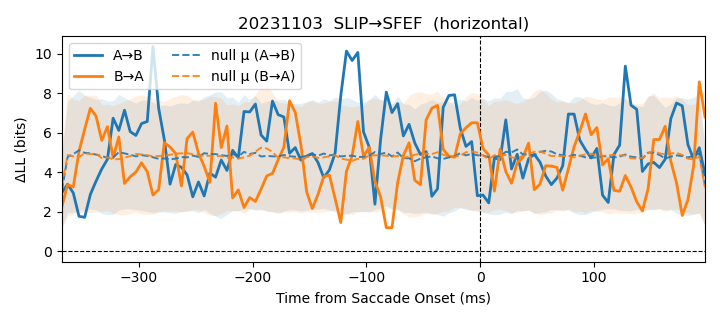 20231103  SLIP→SFEF  (horizontal)
A→B
B→A
null μ (A→B)
null μ (B→A)
ΔLL (bits)
10
8
6
4
2
0
−300
−200
−100
0
100
Time from Saccade Onset (ms)